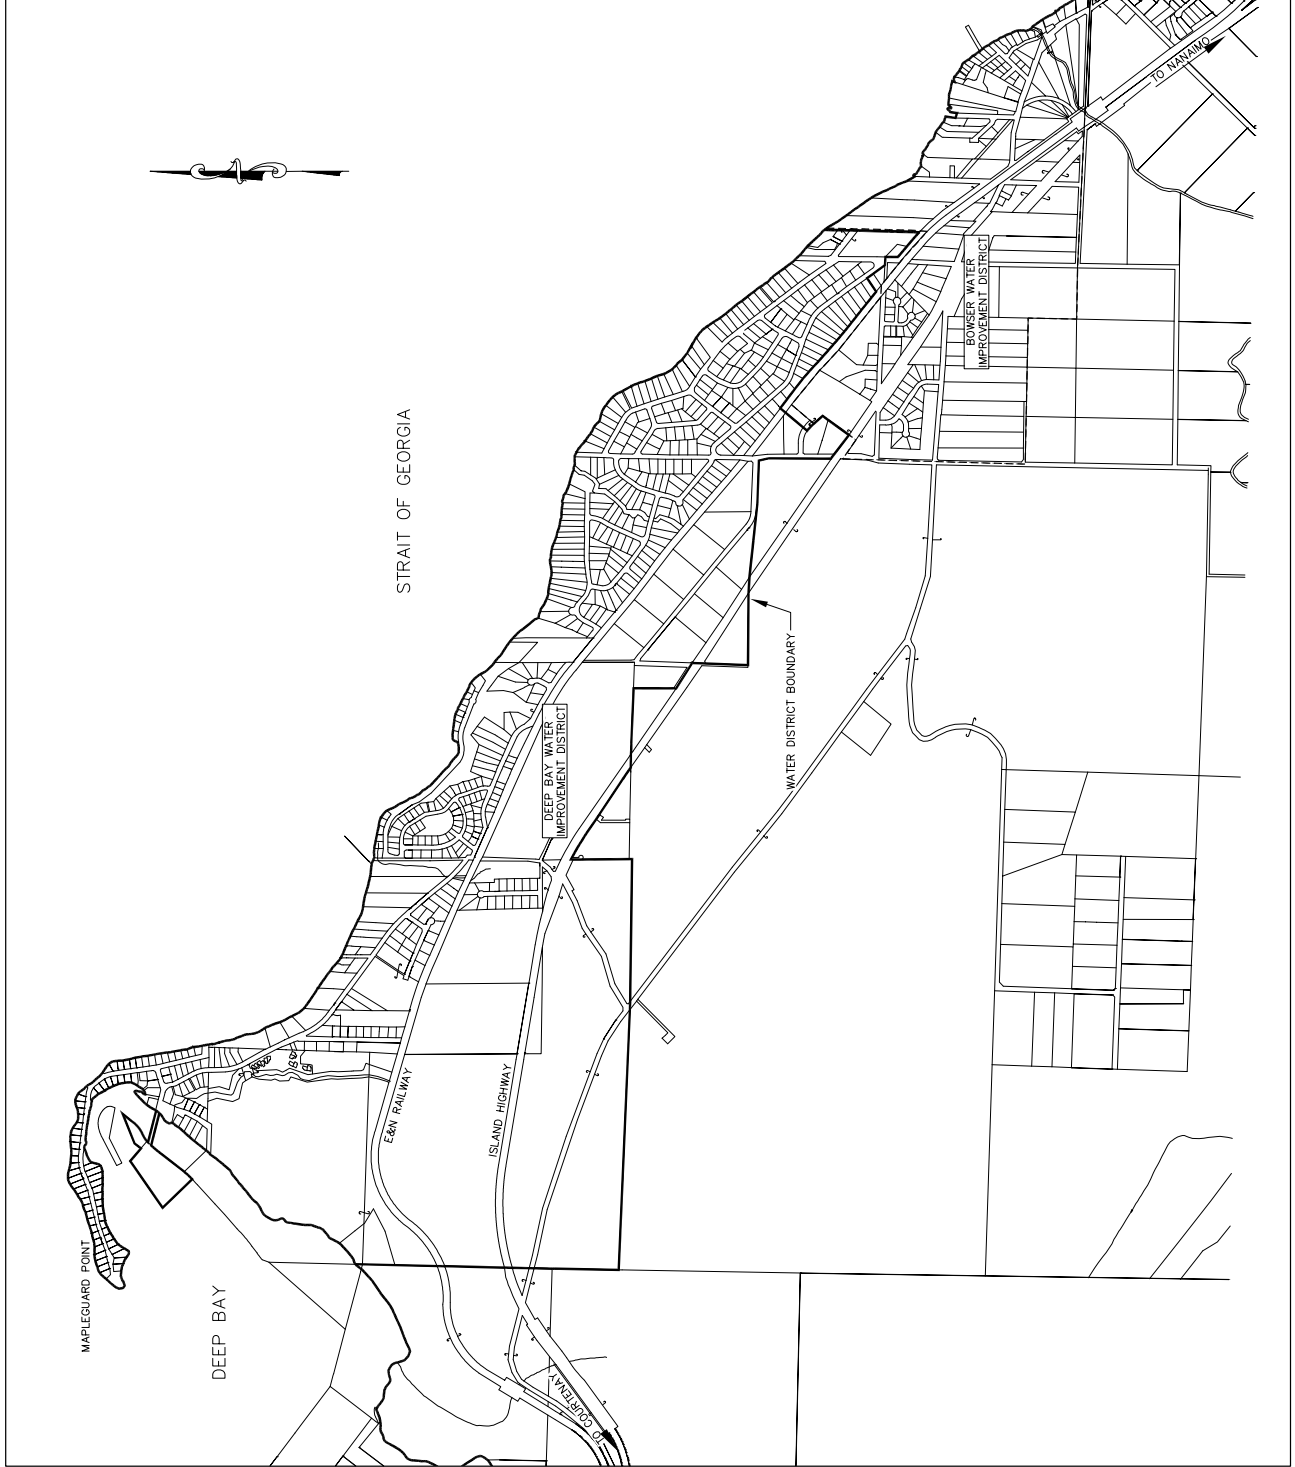 MAPLEGUARD POINT
DEEP BAY
STRAIT OF GEORGIA
E&N RAILWAY
ISLAND HIGHWAY
TO COURTENAY
DEEP BAY WATER
IMPROVEMENT DISTRICT
WATER DISTRICT BOUNDARY
BOWSER WATER
IMPROVEMENT DISTRICT
TO NANAIMO